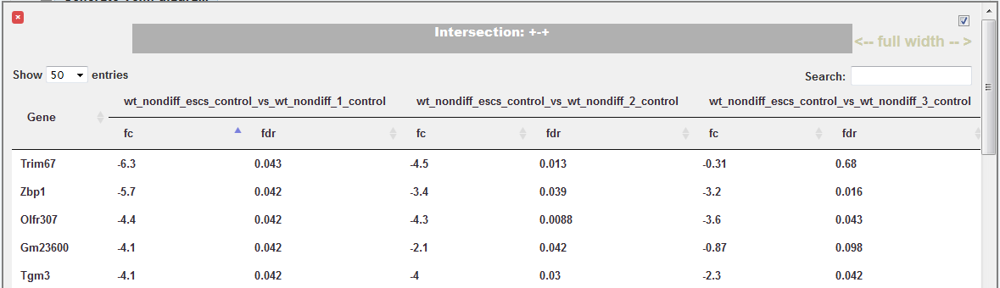 Intersection: +-+
<-- full width -- >
Show 50 entries
Search:
Gene wt_nondiff_escs_control_vs_wt_nondiff_1_control wt_nondiff_escs_control_vs_wt_nondiff_2_control wt_nondiff_escs_control_vs_wt_nondiff_3_control
fc fdr fc fdr fc fdr
Trim67 -6.3 0.043 -4.5 0.013 -0.31 0.68
Zbp1 -5.7 0.042 -3.4 0.039 -3.2 0.016
Olfr307 -4.4 0.042 -4.3 0.0088 -3.6 0.043
Gm23600 -4.1 0.042 -2.1 0.042 -0.87 0.098
Tgm3 -4.1 0.042 -4 0.03 -2.3 0.042